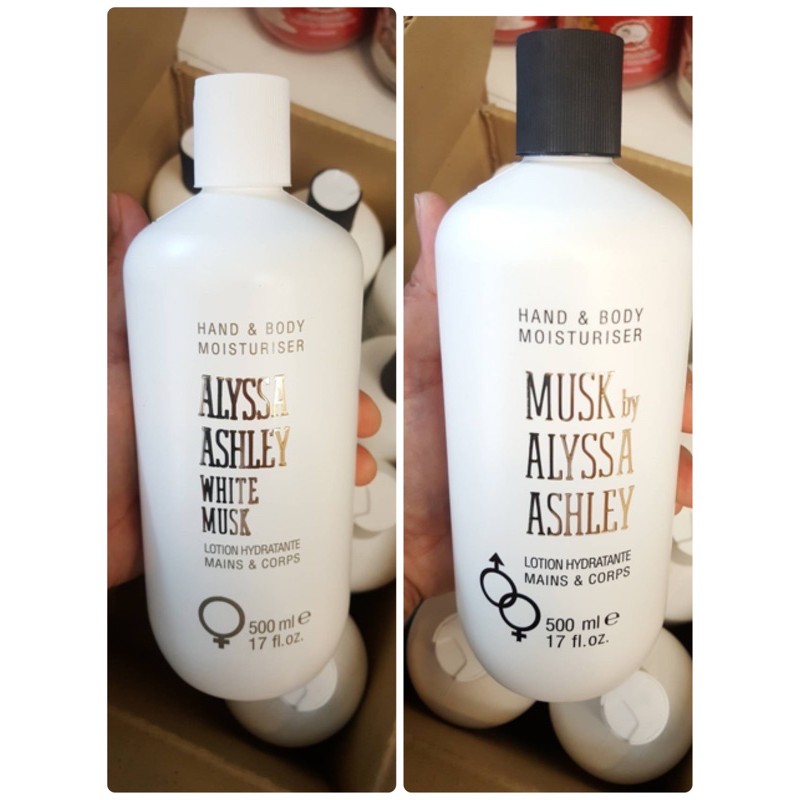 HAND & BODY
MOISTURISER
ALYSSA
ASHLEY
WHITE
MUSK
LOTION HYDRATANTE
MAINS & CORPS
500 ml ℮
17 fl.oz.
HAND & BODY
MOISTURISER
MUSK by
ALYSSA
ASHLEY
LOTION HYDRATANTE
MAINS & CORPS
500 ml ℮
17 fl.oz.